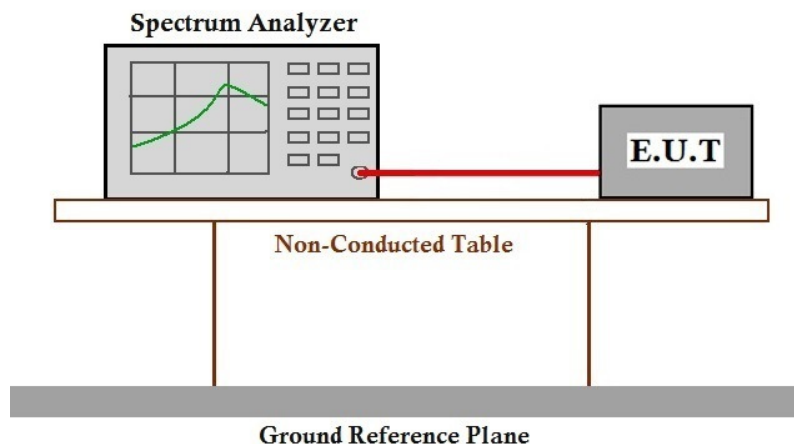 Spectrum Analyzer
E.U.T
Non-Conducted Table
Ground Reference Plane